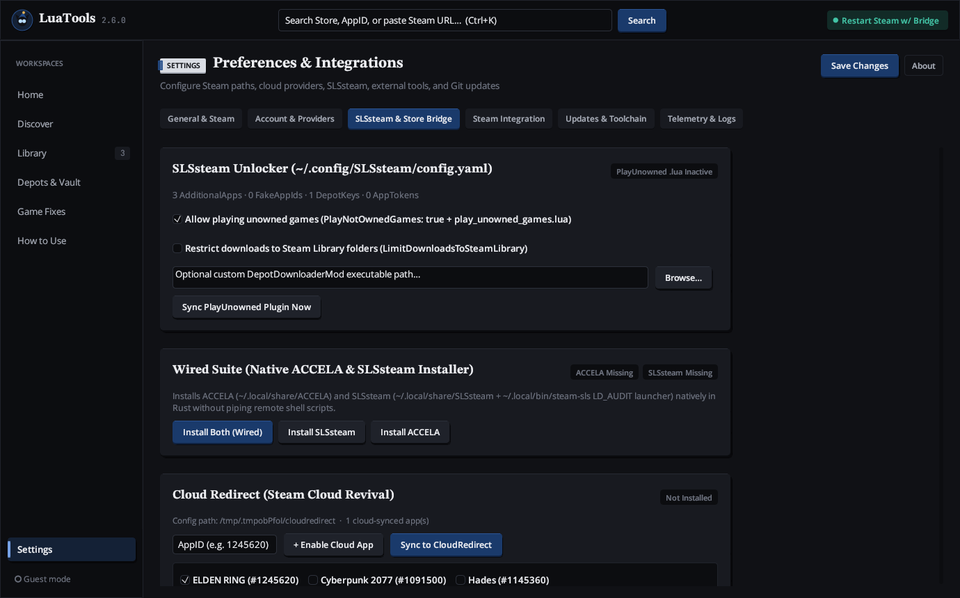 LuaTools 2.6.0
Search Store, AppID, or paste Steam URL... (Ctrl+K)
Search
Restart Steam w/ Bridge
WORKSPACES
Home
Discover
Library 3
Depots & Vault
Game Fixes
How to Use
Settings
Guest mode
SETTINGS Preferences & Integrations
Configure Steam paths, cloud providers, SLSsteam, external tools, and Git updates
Save Changes
About
General & Steam
Account & Providers
SLSsteam & Store Bridge
Steam Integration
Updates & Toolchain
Telemetry & Logs
SLSsteam Unlocker (~/.config/SLSsteam/config.yaml)
PlayUnowned .lua Inactive
3 AdditionalApps · 0 FakeAppIds · 1 DepotKeys · 0 AppTokens
Allow playing unowned games (PlayNotOwnedGames: true + play_unowned_games.lua)
Restrict downloads to Steam Library folders (LimitDownloadsToSteamLibrary)
Optional custom DepotDownloaderMod executable path...
Browse...
Sync PlayUnowned Plugin Now
Wired Suite (Native ACCELA & SLSsteam Installer)
ACCELA Missing
SLSsteam Missing
Installs ACCELA (~/.local/share/ACCELA) and SLSsteam (~/.local/share/SLSsteam + ~/.local/bin/steam-sls LD_AUDIT launcher) natively in
Rust without piping remote shell scripts.
Install Both (Wired)
Install SLSsteam
Install ACCELA
Cloud Redirect (Steam Cloud Revival)
Not Installed
Config path: /tmp/.tmpobPfol/cloudredirect · 1 cloud-synced app(s)
AppID (e.g. 1245620)
+ Enable Cloud App
Sync to CloudRedirect
ELDEN RING (#1245620)
Cyberpunk 2077 (#1091500)
Hades (#1145360)